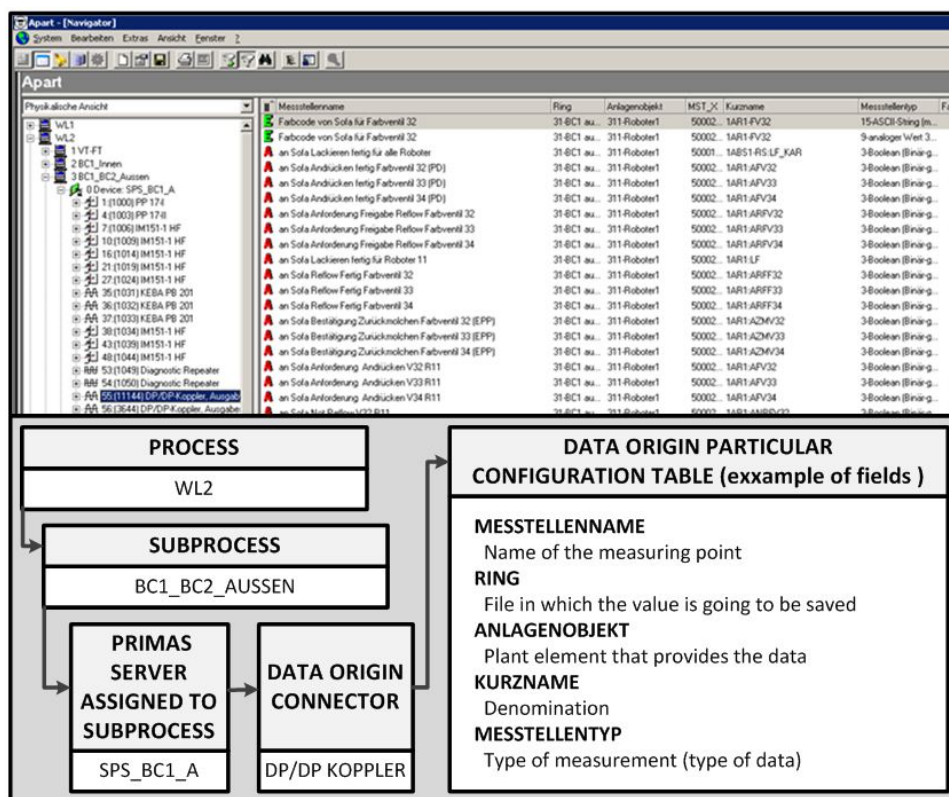 Apart - [Navigator]
System Bearbeiten Extras Ansicht Fenster ?
Apart
Physikalische Ansicht
WL1
WL2
1 VT-FT
2 BC1_Innen
3 BC1_BC2_Aussen
0 Device: SPS_BC1_A
1:(1000) PP 17-I
4:(1003) PP 17-II
7:(1006) IM151-1 HF
10:(1009) IM151-1 HF
16:(1014) IM151-1 HF
21:(1019) IM151-1 HF
27:(1024) IM151-1 HF
35:(1031) KEBA PB 201
36:(1032) KEBA PB 201
37:(1033) KEBA PB 201
38:(1034) IM151-1 HF
43:(1039) IM151-1 HF
48:(1044) IM151-1 HF
53:(1049) Diagnostic Repeater
54:(1050) Diagnostic Repeater
55:(11144) DP/DP-Koppler, Ausgab
56:(3644) DP/DP-Koppler, Ausgabe
Messstellenname Ring Anlagenobjekt MST_X Kurzname Messstellentyp
Farbcode von Sola für Farbventil 32 31-BC1 au... 311-Roboter1 50002... 1AR1-FV32 15-ASCII-String (m...
Farbcode von Sola für Farbventil 32 31-BC1 au... 311-Roboter1 50002... 1AR1-FV32 9-analoger Wert 3...
an Sola Lackieren fertig für alle Roboter 31-BC1 au... 311-Roboter1 50001... 1ABS1-RS:LF_KAR 3-Boolean (Binär-g...
an Sola Andrücken fertig Farbventil 32 (PD) 31-BC1 au... 311-Roboter1 50002... 1AR1:AFV32 3-Boolean (Binär-g...
an Sola Andrücken fertig Farbventil 33 (PD) 31-BC1 au... 311-Roboter1 50002... 1AR1:AFV33 3-Boolean (Binär-g...
an Sola Andrücken fertig Farbventil 34 (PD) 31-BC1 au... 311-Roboter1 50002... 1AR1:AFV34 3-Boolean (Binär-g...
an Sola Anforderung Freigabe Reflow Farbventil 32 31-BC1 au... 311-Roboter1 50002... 1AR1:ARFV32 3-Boolean (Binär-g...
an Sola Anforderung Freigabe Reflow Farbventil 33 31-BC1 au... 311-Roboter1 50002... 1AR1:ARFV33 3-Boolean (Binär-g...
an Sola Anforderung Freigabe Reflow Farbventil 34 31-BC1 au... 311-Roboter1 50002... 1AR1:ARFV34 3-Boolean (Binär-g...
an Sola Lackieren fertig für Roboter 11 31-BC1 au... 311-Roboter1 50002... 1AR1:LF 3-Boolean (Binär-g...
an Sola Reflow Fertig Farbventil 32 31-BC1 au... 311-Roboter1 50002... 1AR1:ARFF32 3-Boolean (Binär-g...
an Sola Reflow Fertig Farbventil 33 31-BC1 au... 311-Roboter1 50002... 1AR1:ARFF33 3-Boolean (Binär-g...
an Sola Reflow Fertig Farbventil 34 31-BC1 au... 311-Roboter1 50002... 1AR1:ARFF34 3-Boolean (Binär-g...
an Sola Bestätigung Zurückmolchen Farbventil 32 (EPP) 31-BC1 au... 311-Roboter1 50002... 1AR1:AZMV32 3-Boolean (Binär-g...
an Sola Bestätigung Zurückmolchen Farbventil 33 (EPP) 31-BC1 au... 311-Roboter1 50002... 1AR1:AZMV33 3-Boolean (Binär-g...
an Sola Bestätigung Zurückmolchen Farbventil 34 (EPP) 31-BC1 au... 311-Roboter1 50002... 1AR1:AZMV34 3-Boolean (Binär-g...
an Sola Anforderung Andrücken V32 R11 31-BC1 au... 311-Roboter1 50002... 1AR1:AFV32 3-Boolean (Binär-g...
an Sola Anforderung Andrücken V33 R11 31-BC1 au... 311-Roboter1 50002... 1AR1:AFV33 3-Boolean (Binär-g...
an Sola Anforderung Andrücken V34 R11 31-BC1 au... 311-Roboter1 50002... 1AR1:AFV34 3-Boolean (Binär-g...
PROCESS
WL2
SUBPROCESS
BC1_BC2_AUSSEN
PRIMAS
SERVER
ASSIGNED TO
SUBPROCESS
SPS_BC1_A
DATA ORIGIN
CONNECTOR
DP/DP KOPPLER
DATA ORIGIN PARTICULAR
CONFIGURATION TABLE (exxample of fields )
MESSTELLENNAME
Name of the measuring point
RING
File in which the value is going to be saved
ANLAGENOBJEKT
Plant element that provides the data
KURZNAME
Denomination
MESSTELLENTYP
Type of measurement (type of data)